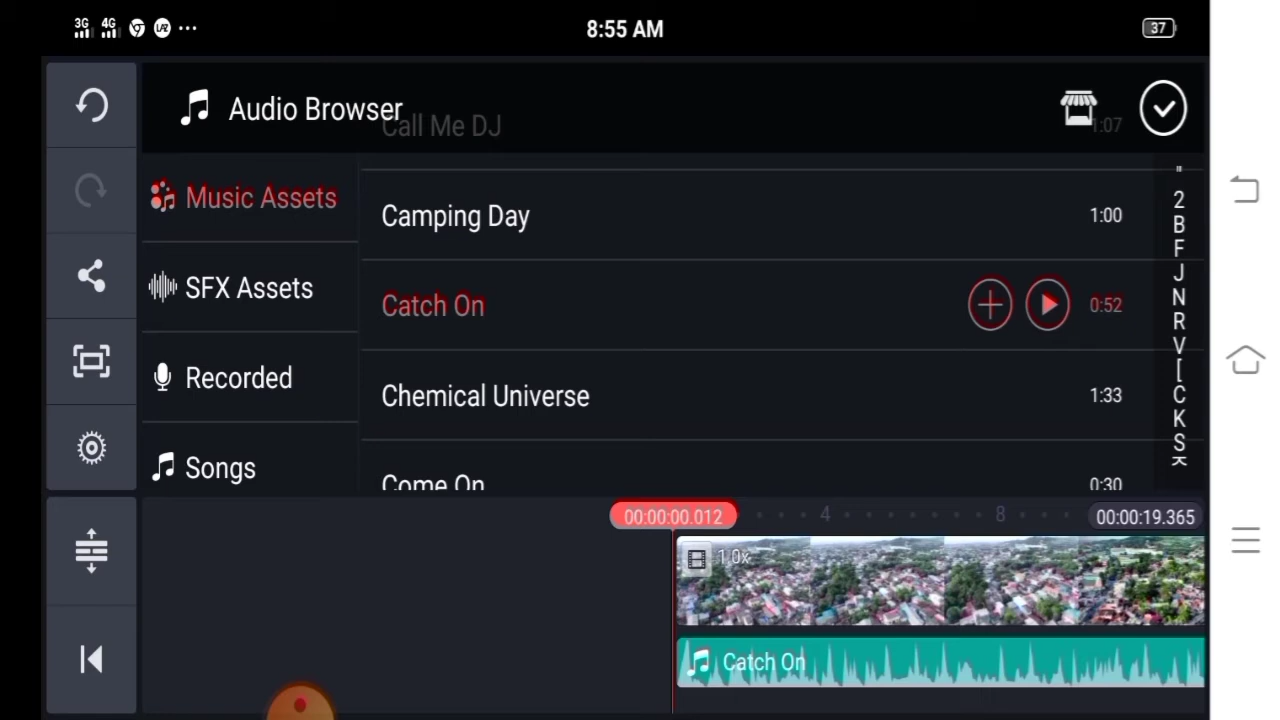 3G 4G LAZ 8:55 AM 37
Audio Browser
Call Me DJ 1:07
Music Assets
Camping Day 1:00
SFX Assets
Catch On 0:52
Recorded
Chemical Universe 1:33
Songs
Come On 0:30
"
2
B
F
J
N
R
V
[
C
K
S
ㅈ
00:00:00.012 4 8 00:00:19.365
1.0x
Catch On